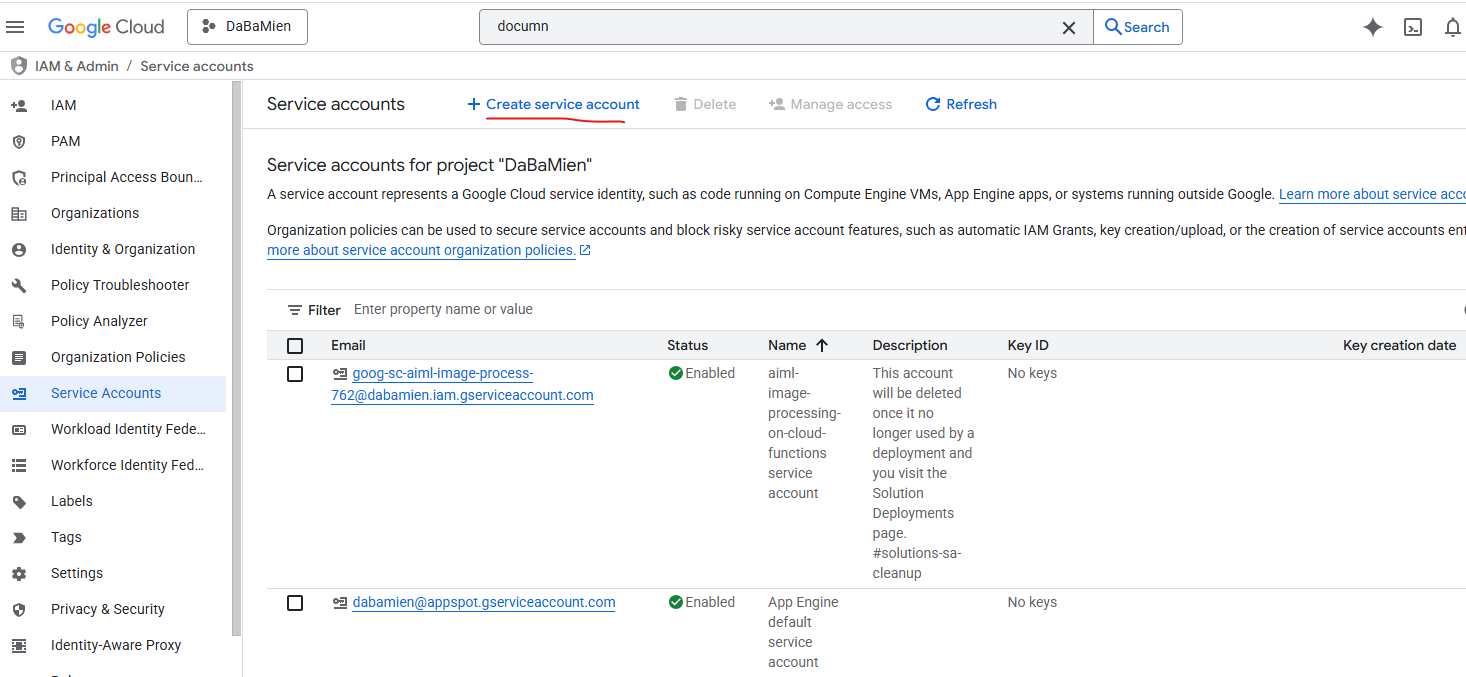 Google Cloud
DaBaMien
documn
Search
IAM & Admin / Service accounts
IAM
PAM
Principal Access Boun...
Organizations
Identity & Organization
Policy Troubleshooter
Policy Analyzer
Organization Policies
Service Accounts
Workload Identity Fede...
Workforce Identity Fed...
Labels
Tags
Settings
Privacy & Security
Identity-Aware Proxy
Service accounts
+ Create service account
Delete
Manage access
Refresh
Service accounts for project "DaBaMien"
A service account represents a Google Cloud service identity, such as code running on Compute Engine VMs, App Engine apps, or systems running outside Google. Learn more about service acco
Organization policies can be used to secure service accounts and block risky service account features, such as automatic IAM Grants, key creation/upload, or the creation of service accounts ent
more about service account organization policies.
Filter Enter property name or value
Email Status Name Description Key ID Key creation date
goog-sc-aiml-image-process-
762@dabamien.iam.gserviceaccount.com
Enabled
aiml-
image-
processing-
on-cloud-
functions
service
account
This account
will be deleted
once it no
longer used by a
deployment and
you visit the
Solution
Deployments
page.
#solutions-sa-
cleanup
No keys
dabamien@appspot.gserviceaccount.com
Enabled
App Engine
default
service
account
No keys